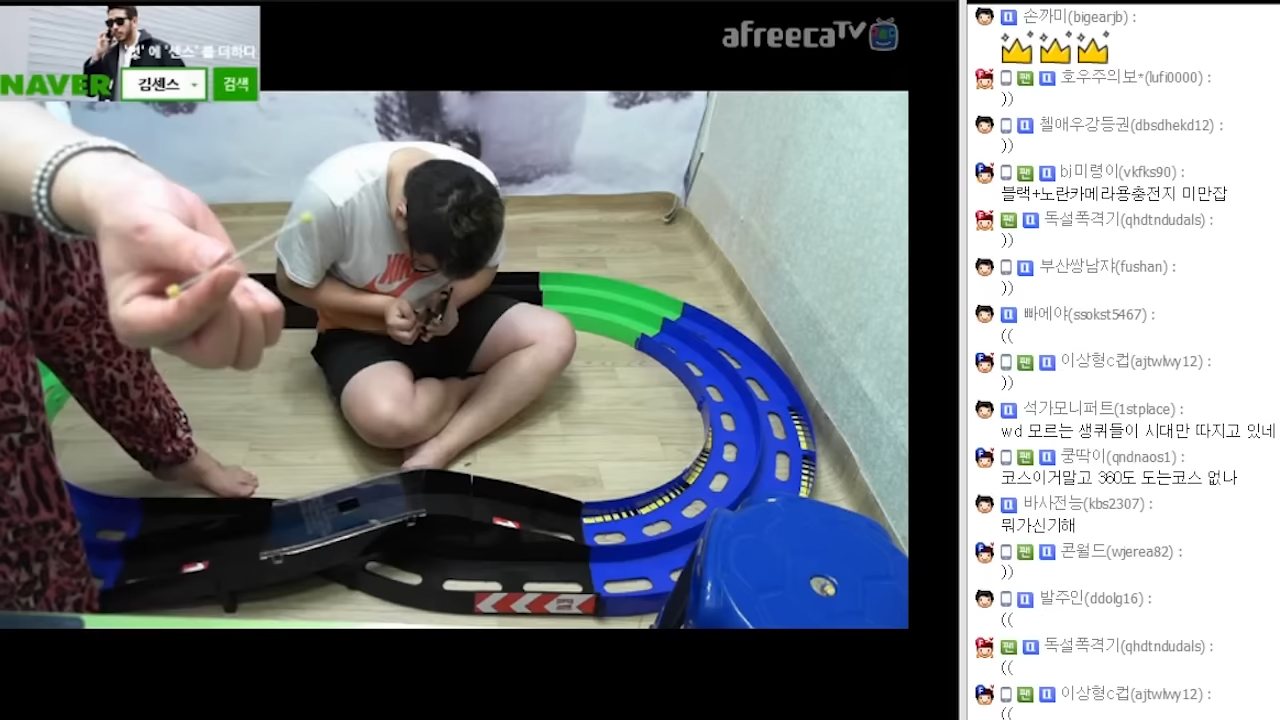 '멋' 에 '센스' 를 더하다
NAVER
김센스
검색
afreecaTV
손까미(bigearjb) :
호우주의보*(lufi0000) :
))
첼애우강등권(dbsdhekd12) :
))
bj미령이(vkfks90) :
블랙+노란카메라용충전지 미만잡
독설폭격기(qhdtndudals) :
))
부산쌍남쟈(fushan) :
))
빠에야(ssokst5467) :
((
이상형c컵(ajtwlwy12) :
))
석가모니퍼트(1stplace) :
wd 모르는 생퀴들이 시대만 따지고 있네
쿵딱이(qndnaos1) :
코스이거말고 360도 도는코스 없나
바사전능(kbs2307) :
뭐가신기해
콘월드(wjerea82) :
))
발주인(ddolg16) :
((
독설폭격기(qhdtndudals) :
((
이상형c컵(ajtwlwy12) :
((